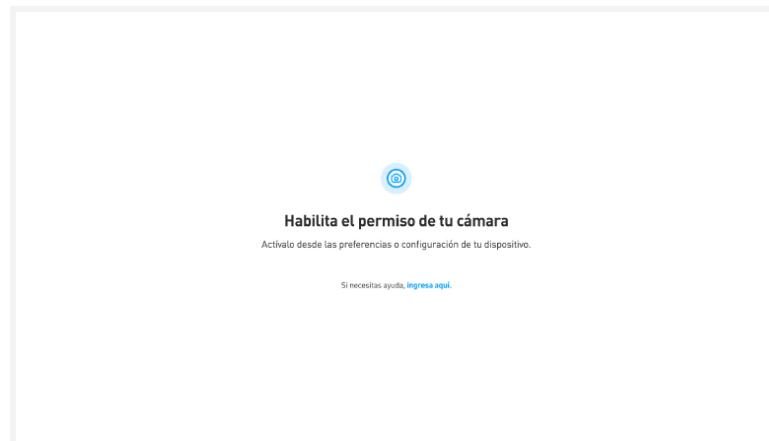 Habilita el permiso de tu cámara
Actívalo desde las preferencias o configuración de tu dispositivo.
Si necesitas ayuda, ingresa aquí.